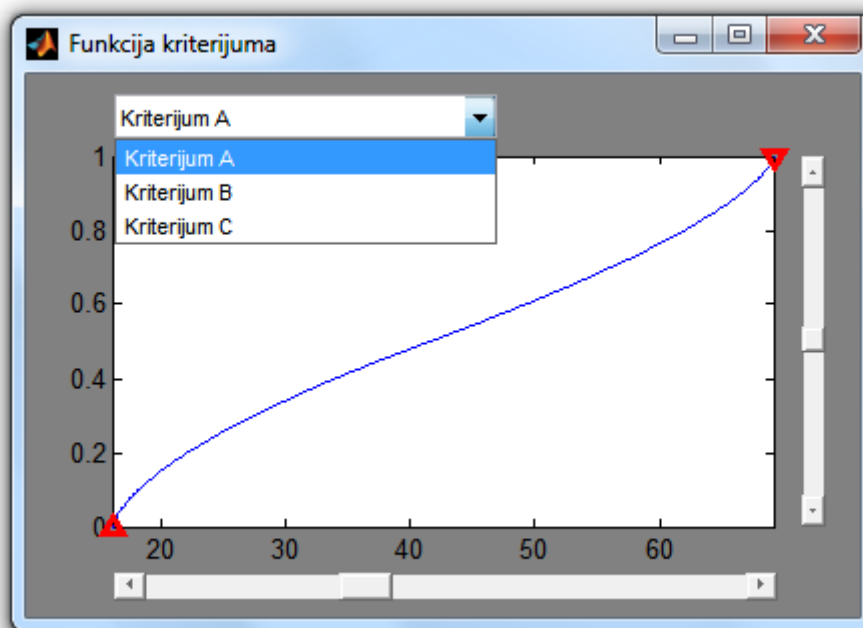 Funkcija kriterijuma
Kriterijum A
Kriterijum A
Kriterijum B
Kriterijum C
1
0.8
0.6
0.4
0.2
0
20 30 40 50 60